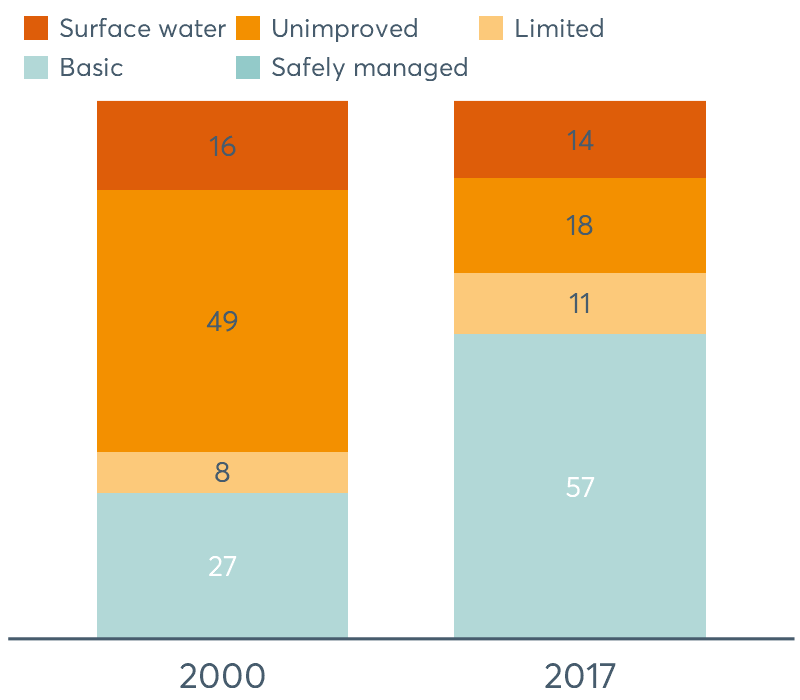 Surface water Unimproved Limited
Basic Safely managed
16 14
49 18
8 11
27 57
2000 2017